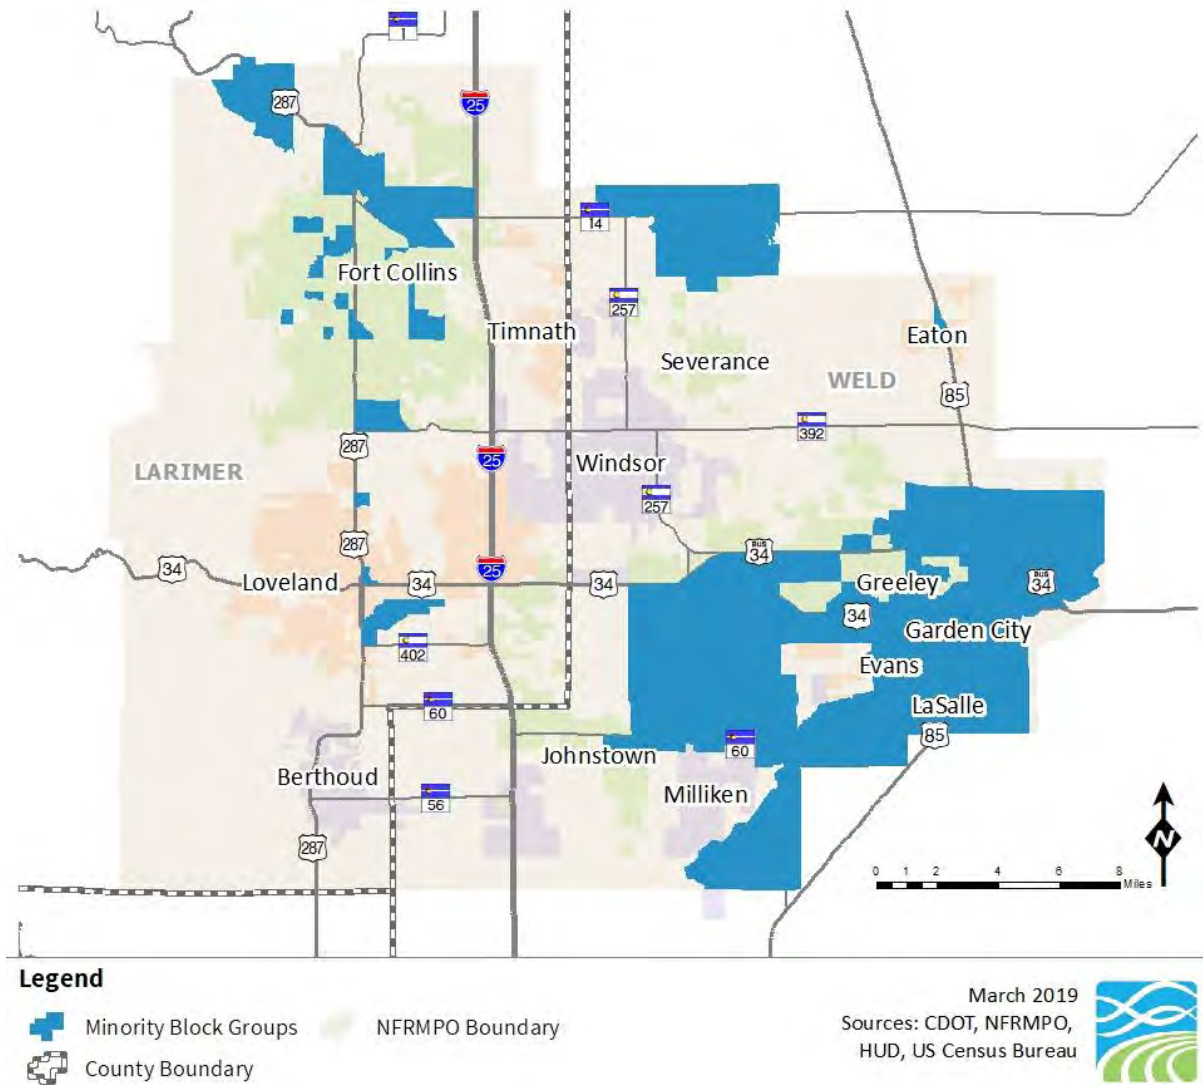 1
287
25
14
Fort Collins
257
Timnath
Severance
Eaton
WELD
85
392
287
25
Windsor
LARIMER
257
287
BUS
34
34
25
Loveland
34
34
Greeley
BUS
34
34
Garden City
402
Evans
60
LaSalle
85
60
Johnstown
Berthoud
Milliken
56
287
N
0 1 2 4 6 8
Miles
Legend
Minority Block Groups
NFRMPO Boundary
County Boundary
March 2019
Sources: CDOT, NFRMPO,
HUD, US Census Bureau